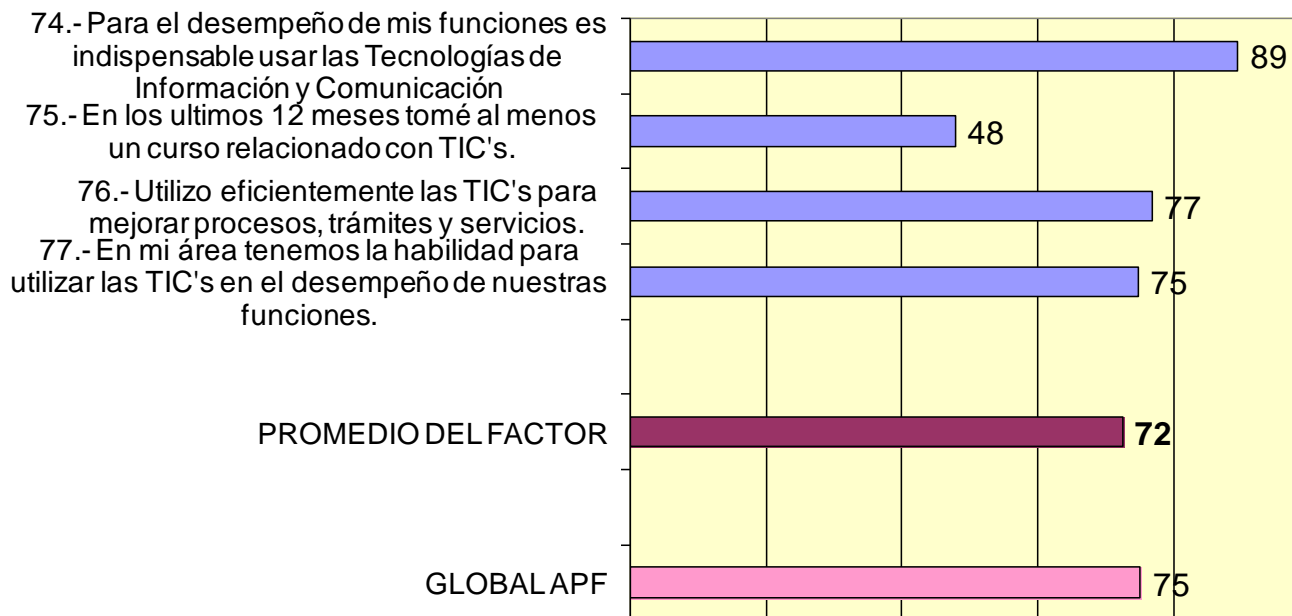 74.- Para el desempeño de mis funciones es
indispensable usar las Tecnologías de
Información y Comunicación
89
75.- En los ultimos 12 meses tomé al menos
un curso relacionado con TIC's.
48
76.- Utilizo eficientemente las TIC's para
mejorar procesos, trámites y servicios.
77
77.- En mi área tenemos la habilidad para
utilizar las TIC's en el desempeño de nuestras
funciones.
75
PROMEDIO DEL FACTOR
72
GLOBAL APF
75